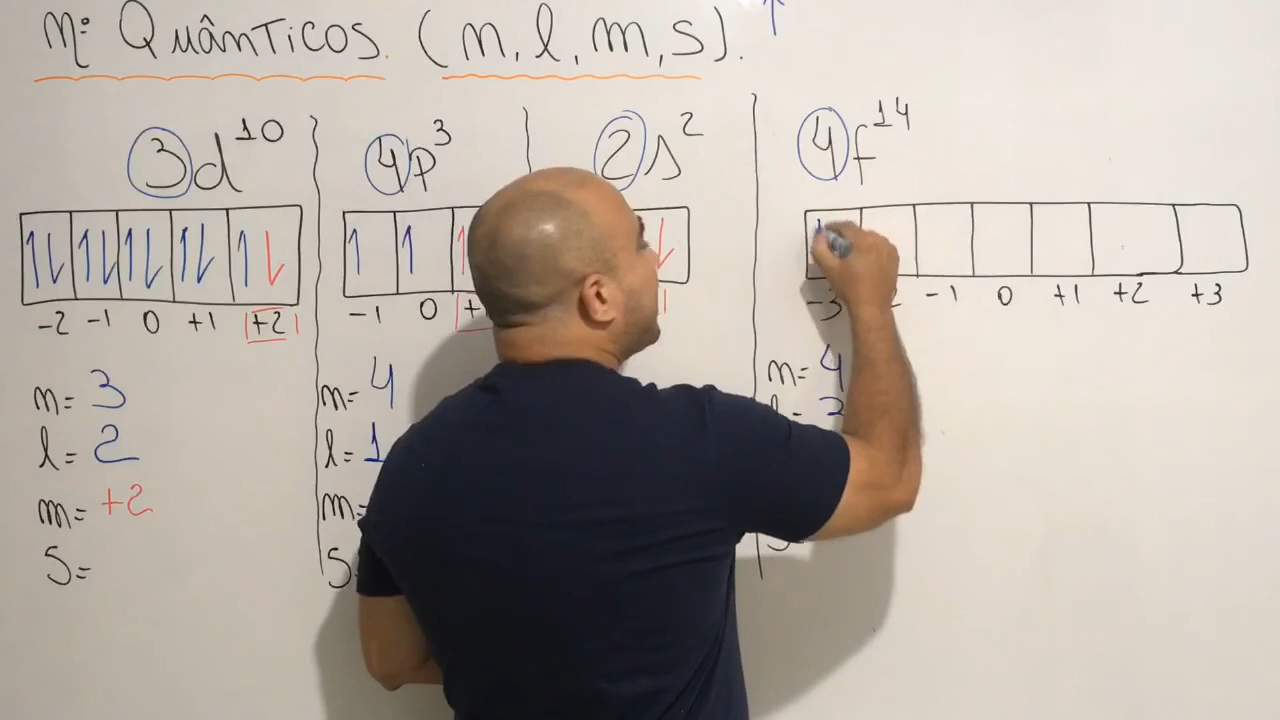 nº Quânticos. (n, l, m, s). ↑
3d10 4p3 2s2 4f14
↑↓ ↑↓ ↑↓ ↑↓ ↑↓ ↑ ↑ ↑
-2 -1 0 +1 +2 -1 0 -3 -1 0 +1 +2 +3
n= 3 n= 4 n= 4
l= 2 l= 1
m= +2 m=
S= S